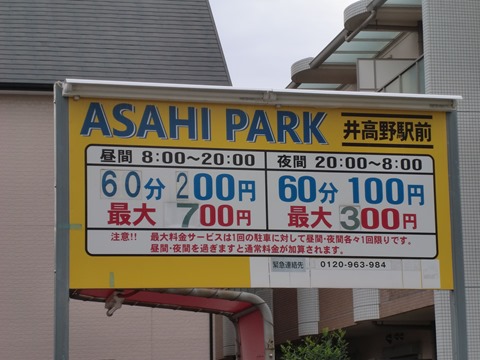 ASAHI PARK 井高野駅前
昼間 8:00~20:00
60分 200円
最大 700円
夜間 20:00~8:00
60分 100円
最大 300円
注意!! 最大料金サービスは1回の駐車に対して昼間・夜間各々1回限りです。
昼間・夜間を過ぎますと通常料金が加算されます。
緊急連絡先 0120-963-984